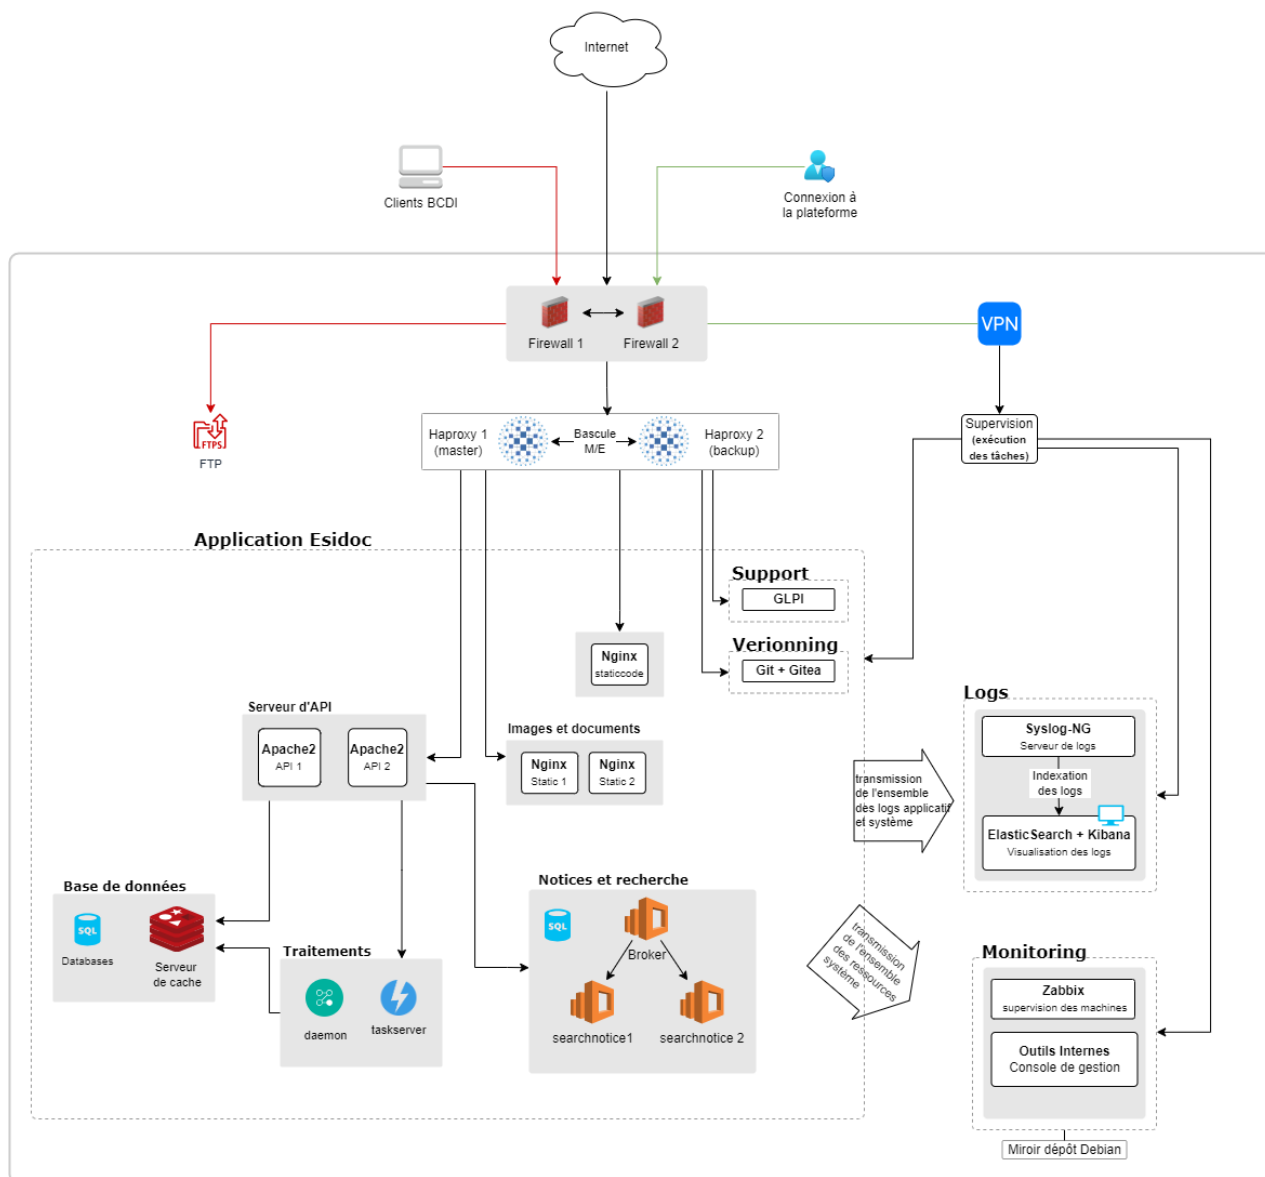 Internet
Clients BCDI
Connexion à
la plateforme
Firewall 1
Firewall 2
VPN
FTPS
FTP
Haproxy 1
(master)
Bascule
M/E
Haproxy 2
(backup)
Supervision
(exécution
des tâches)
Application Esidoc
Support
GLPI
Verionning
Git + Gitea
Nginx
staticcode
Serveur d'API
Apache2
API 1
Apache2
API 2
Images et documents
Nginx
Static 1
Nginx
Static 2
Logs
Syslog-NG
Serveur de logs
Indexation
des logs
ElasticSearch + Kibana
Visualisation des logs
transmission
de l'ensemble
des logs applicatif
et système
Base de données
SQL
Databases
Serveur
de cache
Traitements
daemon
taskserver
Notices et recherche
SQL
Broker
searchnotice1
searchnotice 2
transmission
de l'ensemble
des ressources
système
Monitoring
Zabbix
supervision des machines
Outils Internes
Console de gestion
Miroir dépôt Debian